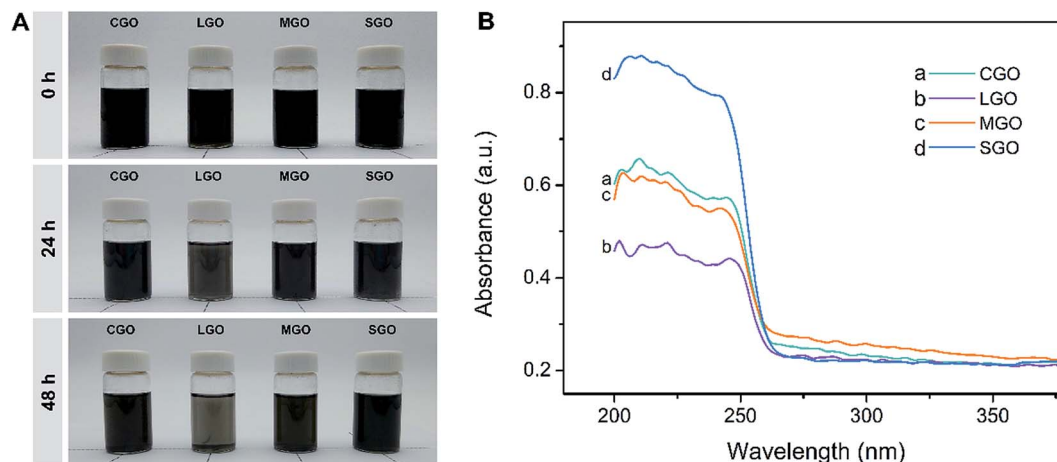 A
0 h
CGO LGO MGO SGO
24 h
CGO LGO MGO SGO
48 h
CGO LGO MGO SGO
B
Absorbance (a.u.)
0.8
0.6
0.4
0.2
d
a
c
b
a CGO
b LGO
c MGO
d SGO
200 250 300 350
Wavelength (nm)